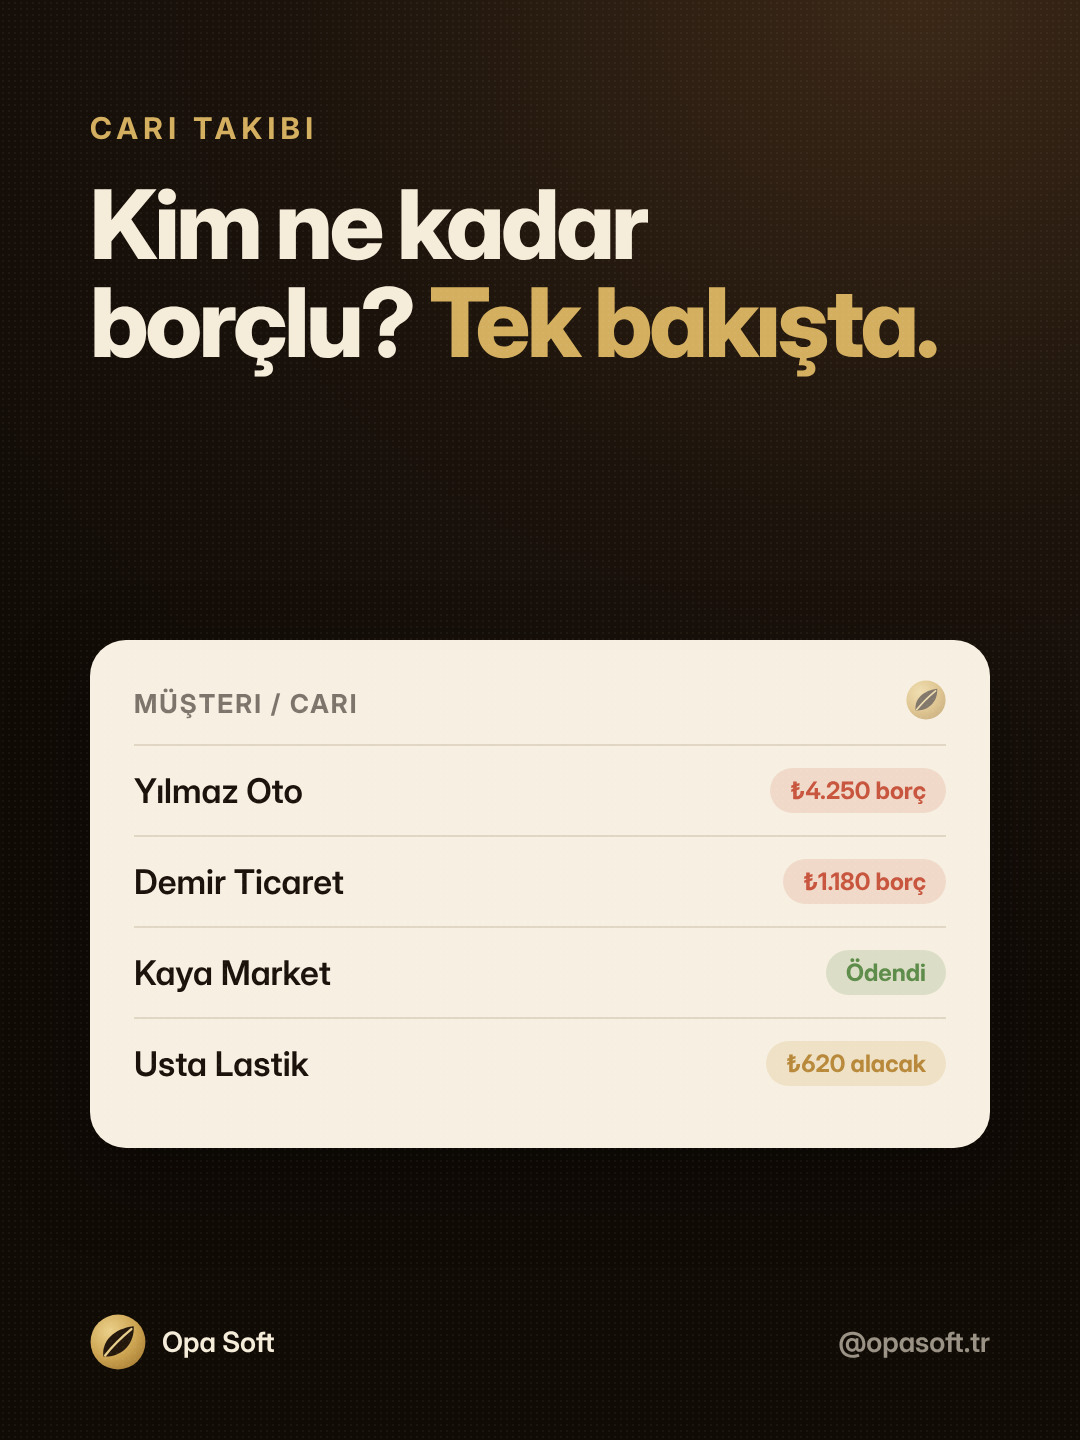 CARI TAKIBI
Kim ne kadar
borçlu? Tek bakışta.
MÜŞTERI / CARI
Yılmaz Oto
₺4.250 borç
Demir Ticaret
₺1.180 borç
Kaya Market
Ödendi
Usta Lastik
₺620 alacak
Opa Soft
@opasoft.tr